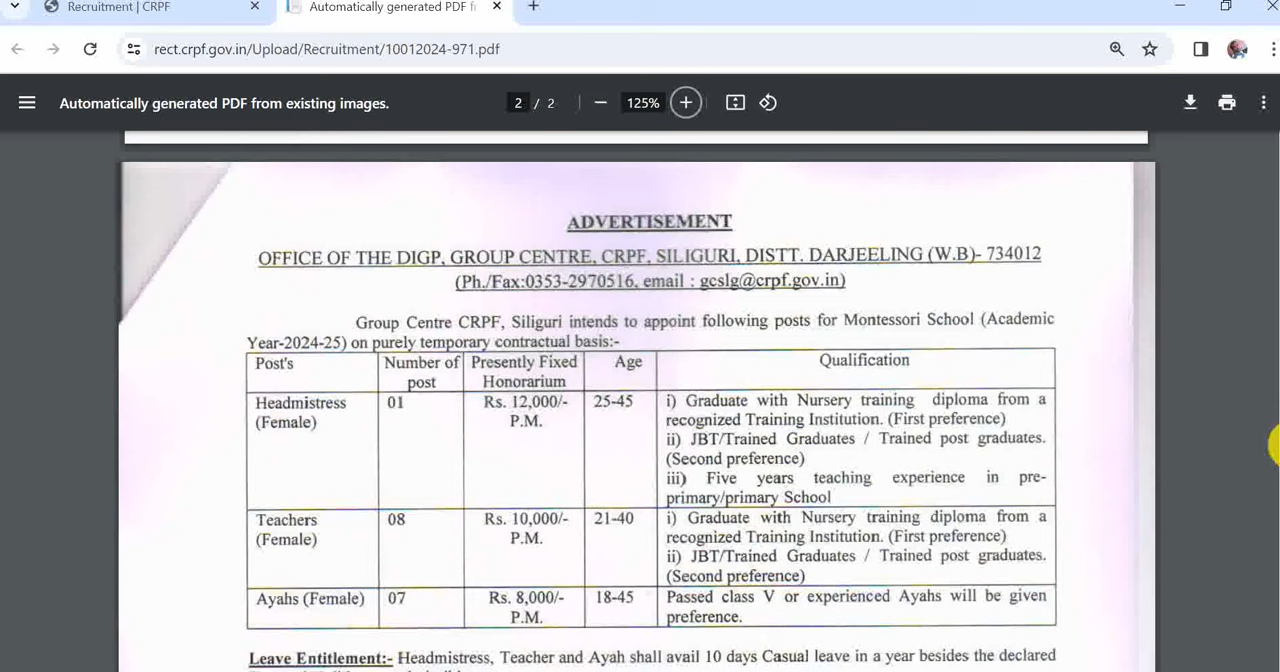 Recruitment | CRPF
Automatically generated PDF f
rect.crpf.gov.in/Upload/Recruitment/10012024-971.pdf
Automatically generated PDF from existing images.
2 / 2
125%
ADVERTISEMENT
OFFICE OF THE DIGP, GROUP CENTRE, CRPF, SILIGURI, DISTT. DARJEELING (W.B)- 734012
(Ph./Fax:0353-2970516, email : gcslg@crpf.gov.in)
Group Centre CRPF, Siliguri intends to appoint following posts for Montessori School (Academic
Year-2024-25) on purely temporary contractual basis:-
Post's
Number of
post
Presently Fixed
Honorarium
Age
Qualification
Headmistress
(Female)
01
Rs. 12,000/-
P.M.
25-45
i) Graduate with Nursery training diploma from a
recognized Training Institution. (First preference)
ii) JBT/Trained Graduates / Trained post graduates.
(Second preference)
iii) Five years teaching experience in pre-
primary/primary School
Teachers
(Female)
08
Rs. 10,000/-
P.M.
21-40
i) Graduate with Nursery training diploma from a
recognized Training Institution. (First preference)
ii) JBT/Trained Graduates / Trained post graduates.
(Second preference)
Ayahs (Female)
07
Rs. 8,000/-
P.M.
18-45
Passed class V or experienced Ayahs will be given
preference.
Leave Entitlement:- Headmistress, Teacher and Ayah shall avail 10 days Casual leave in a year besides the declared